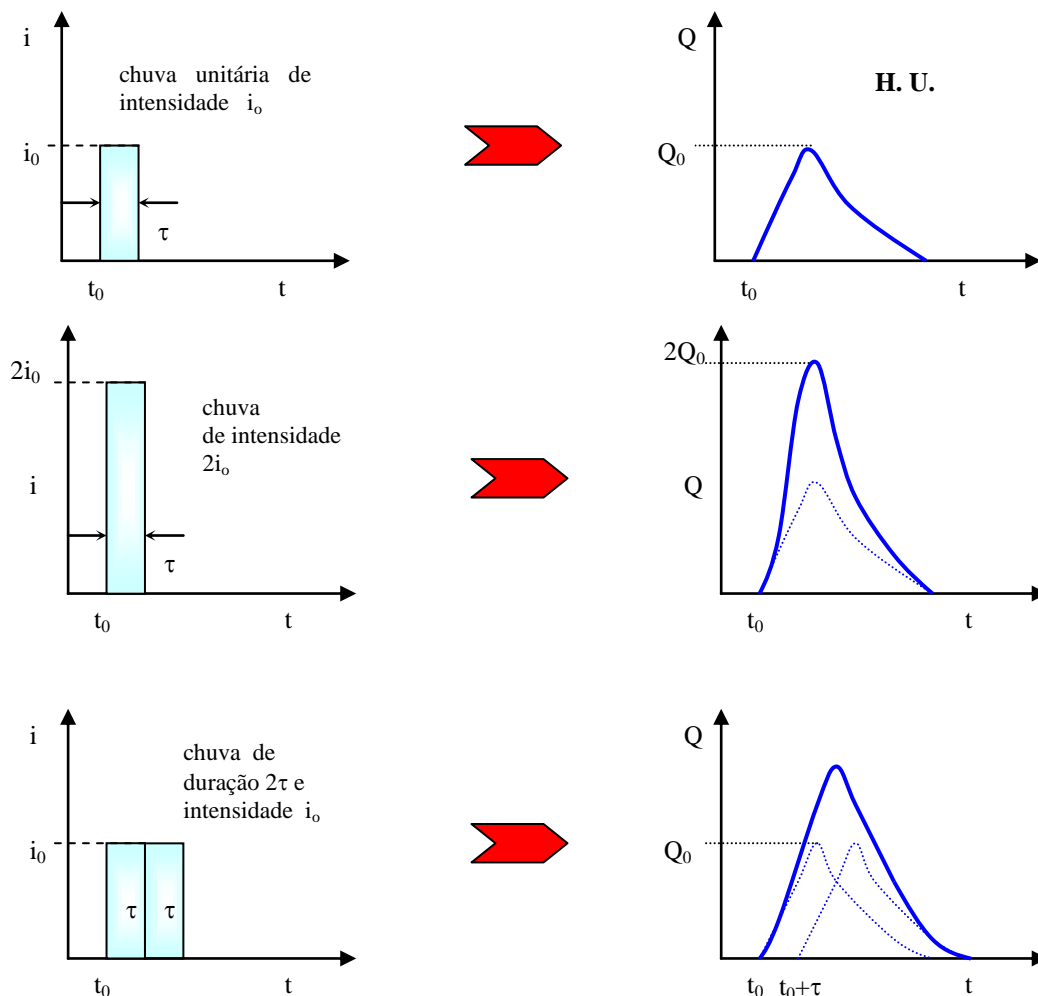 i
chuva unitária de
intensidade i₀
i₀
τ
t₀
t
Q
H. U.
Q₀
t₀
t
2i₀
chuva
de intensidade
2i₀
i
τ
t₀
t
2Q₀
Q
t₀
t
i
chuva de
duração 2τ e
intensidade i₀
i₀
τ τ
t₀
t
Q
Q₀
t₀ t₀+τ t